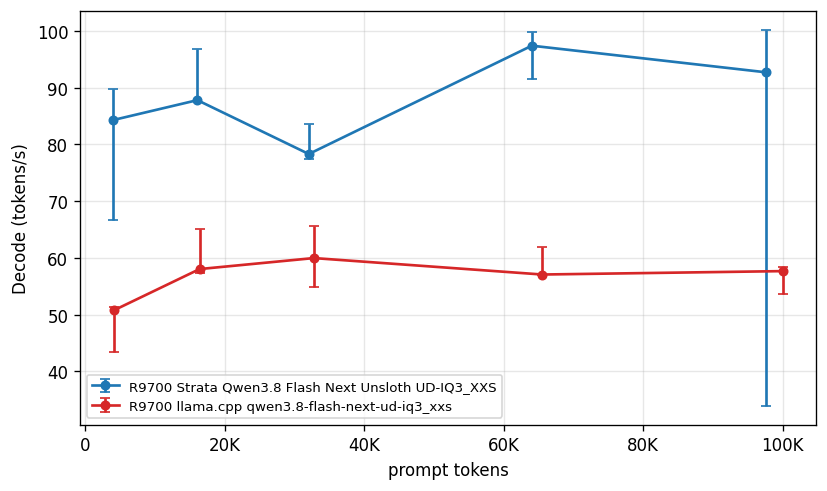 100
90
80
70
60
50
40
Decode (tokens/s)
R9700 Strata Qwen3.8 Flash Next Unsloth UD-IQ3_XXS
R9700 llama.cpp qwen3.8-flash-next-ud-iq3_xxs
0 20K 40K 60K 80K 100K
prompt tokens